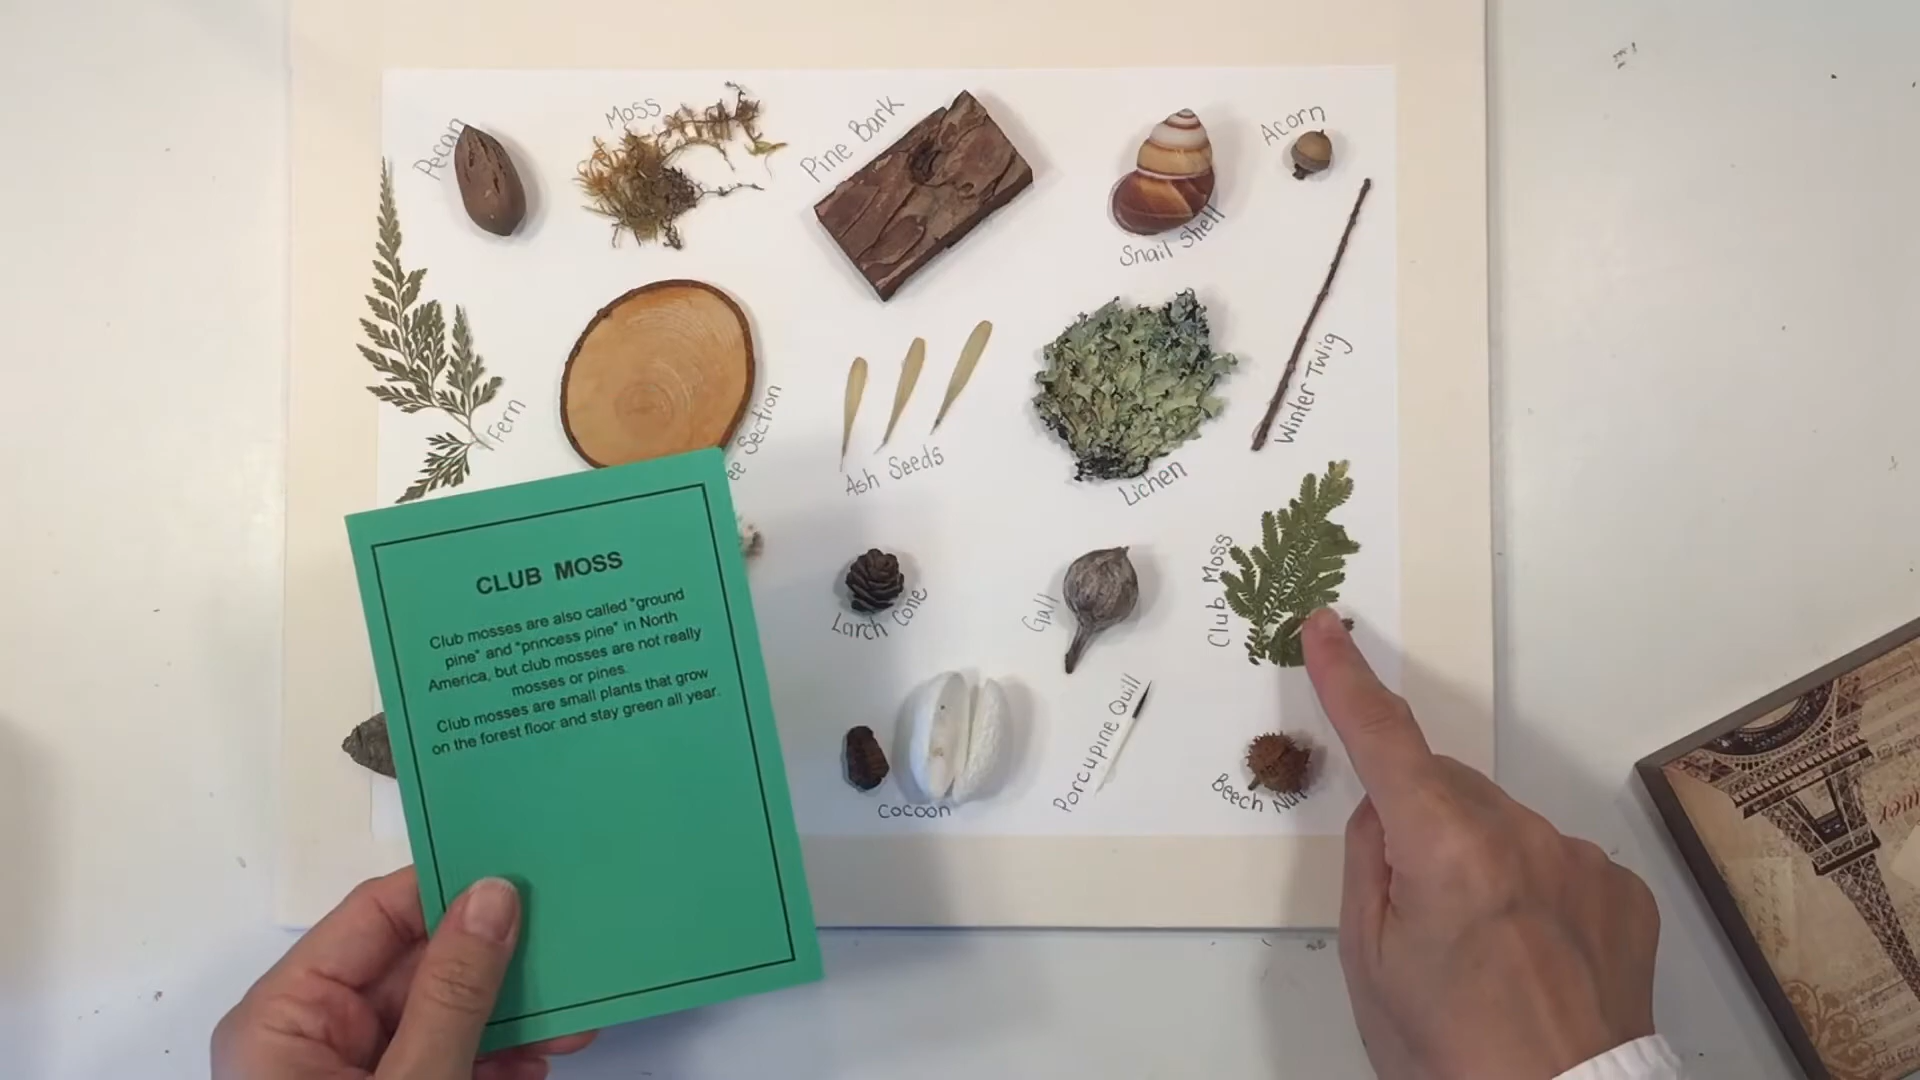 Pecan
Moss
Pine Bark
Snail Shell
Acorn
Fern
ee Section
Ash Seeds
Lichen
Winter Twig
CLUB MOSS
Club mosses are also called "ground
pine" and "princess pine" in North
America, but club mosses are not really
mosses or pines.
Club mosses are small plants that grow
on the forest floor and stay green all year.
Larch Cone
Gall
Club Moss
Cocoon
Porcupine Quill
Beech Nut